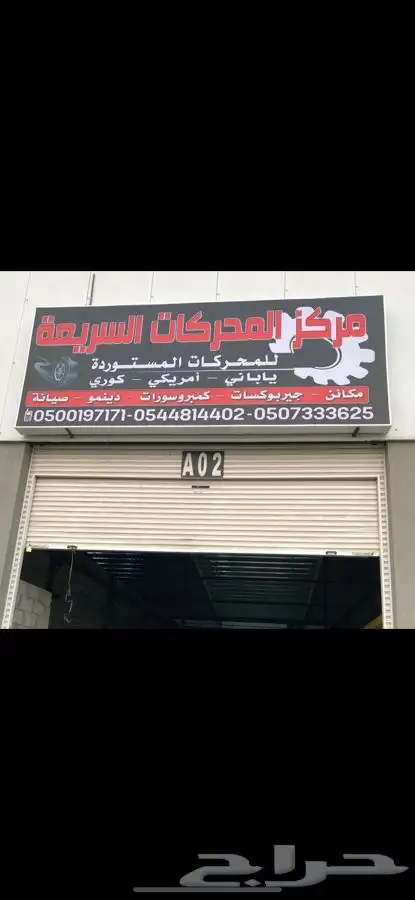 مركز المحركات السريعة
للمحركات المستوردة
ياباني - أمريكي - كوري
مكائن - جيربوكسات - كمبروسورات - دينمو - صيانة
0500197171-0544814402-0507333625
A02
حراج